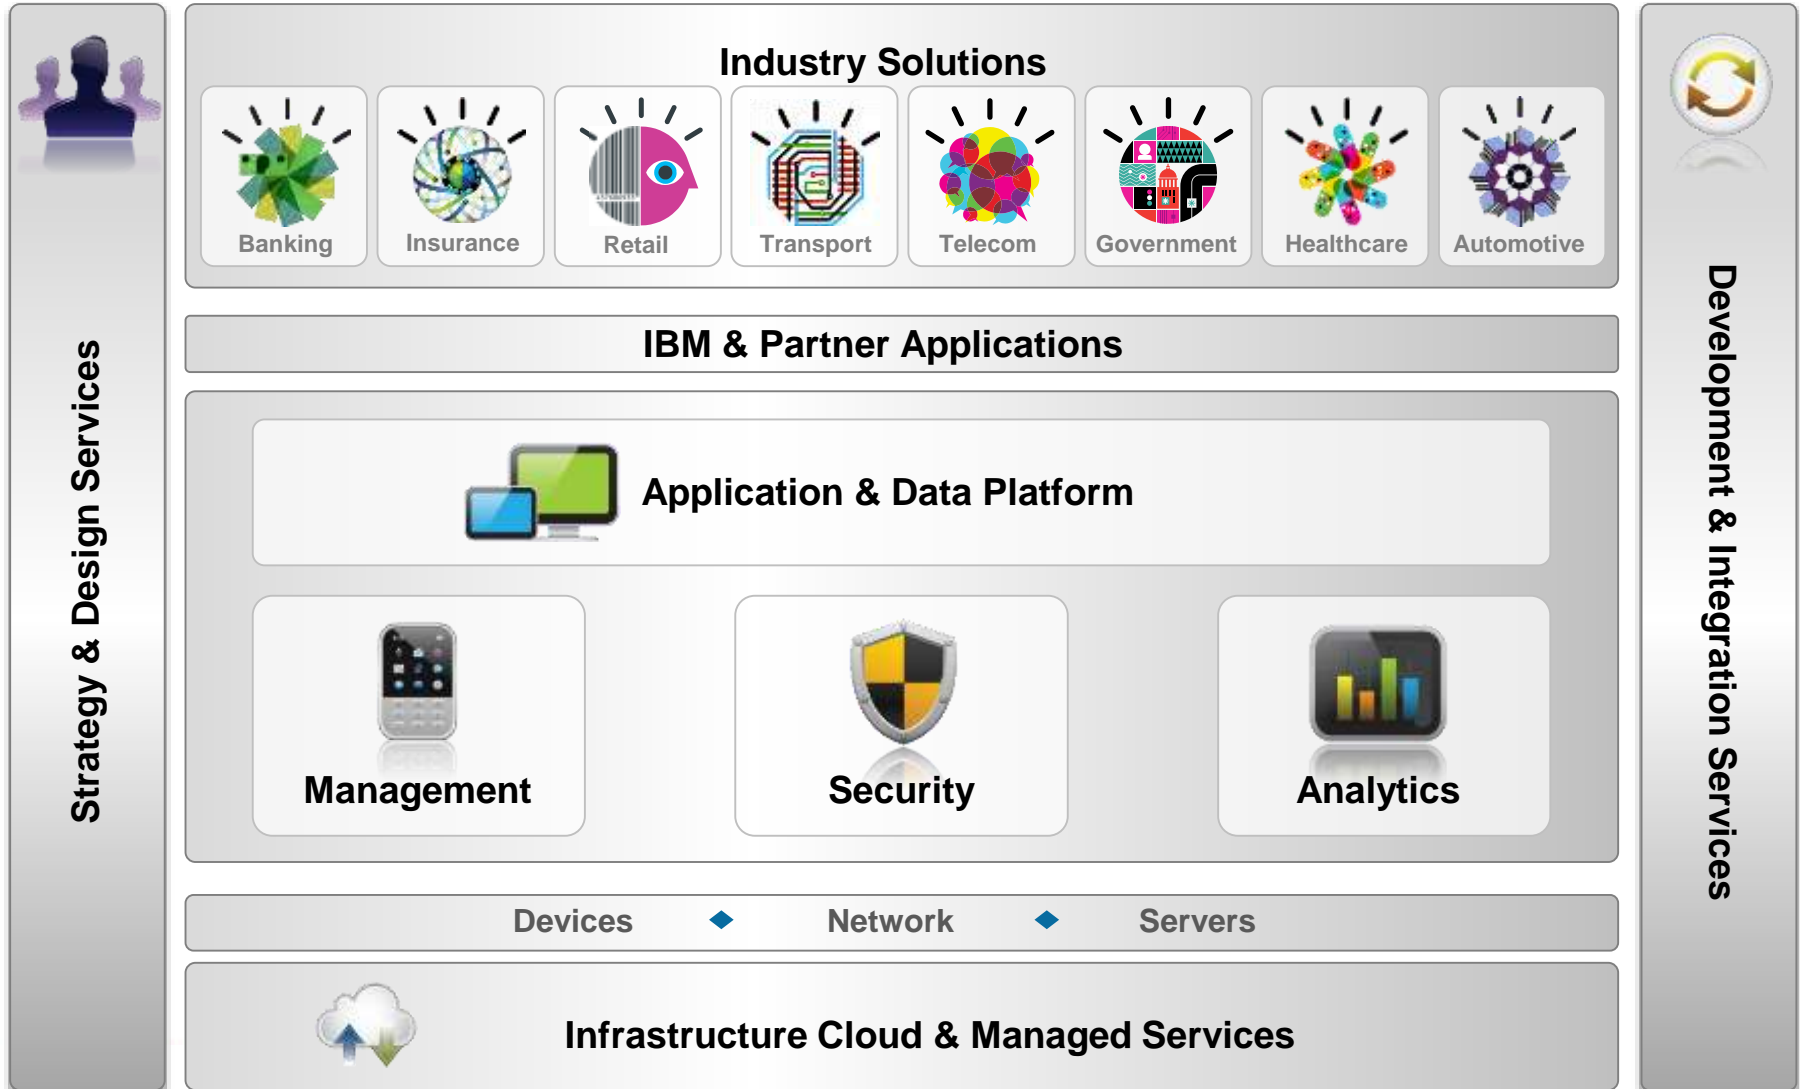 Strategy & Design Services
Industry Solutions
Banking
Insurance
Retail
Transport
Telecom
Government
Healthcare
Automotive
IBM & Partner Applications
Application & Data Platform
Management
Security
Analytics
Devices
Network
Servers
Infrastructure Cloud & Managed Services
Development & Integration Services